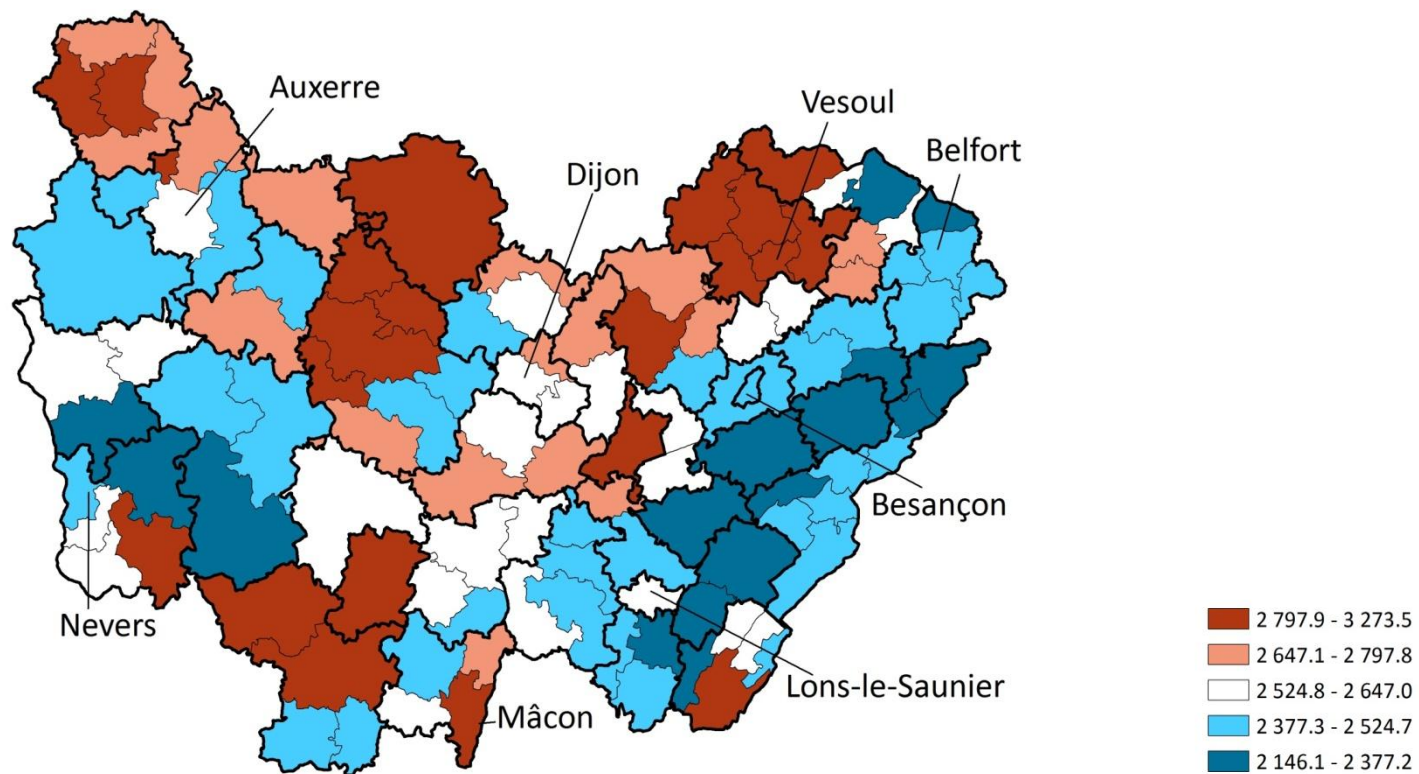 Auxerre
Vesoul
Belfort
Dijon
Besançon
Nevers
Lons-le-Saunier
Mâcon
2 797.9 - 3 273.5
2 647.1 - 2 797.8
2 524.8 - 2 647.0
2 377.3 - 2 524.7
2 146.1 - 2 377.2